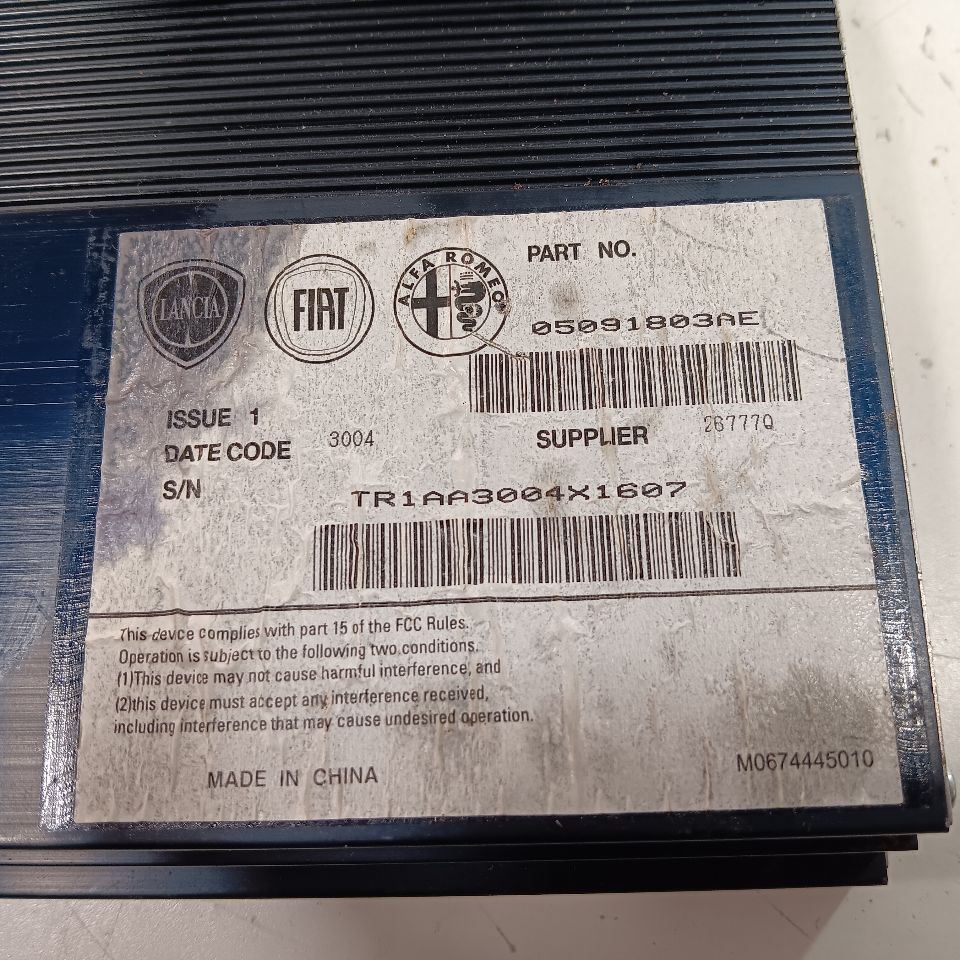 LANCIA
FIAT
ALFA ROMEO
PART NO.
05091803AE
ISSUE 1
DATE CODE 3004
SUPPLIER 26777Q
S/N
TR1AA3004X1607
This device complies with part 15 of the FCC Rules.
Operation is subject to the following two conditions.
(1)This device may not cause harmful interference, and
(2)this device must accept any interference received,
including interference that may cause undesired operation.
MADE IN CHINA
M0674445010